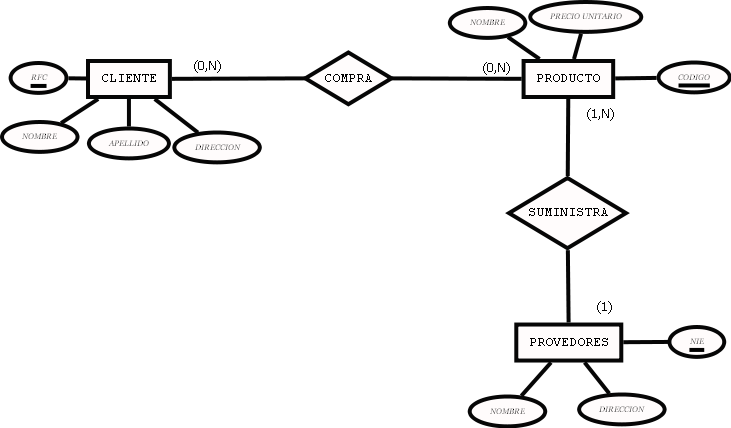 NOMBRE
PRECIO UNITARIO
RFC
CLIENTE
(0,N)
COMPRA
(0,N)
PRODUCTO
CODIGO
(1,N)
NOMBRE
APELLIDO
DIRECCION
SUMINISTRA
(1)
PROVEDORES
NIE
NOMBRE
DIRECCION